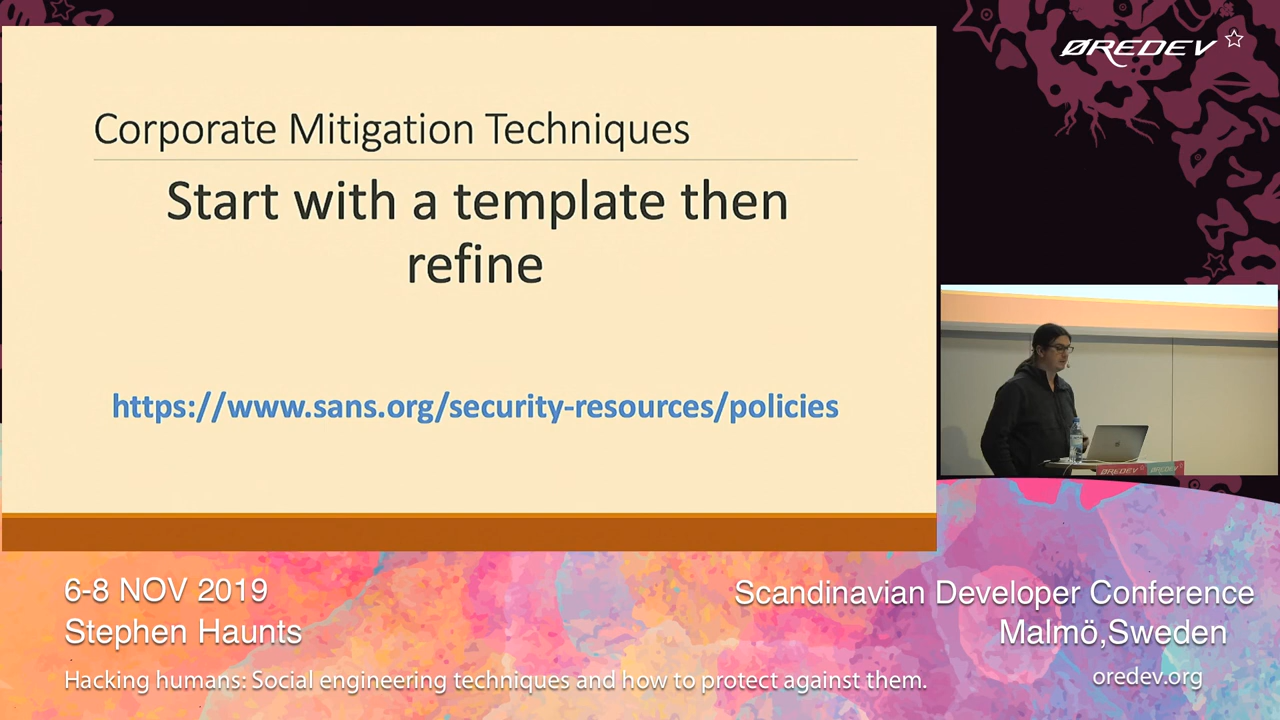 ØREDEV
Corporate Mitigation Techniques
Start with a template then
refine
https://www.sans.org/security-resources/policies
ØREDEV ØREDEV
6-8 NOV 2019
Stephen Haunts
Scandinavian Developer Conference
Malmö,Sweden
Hacking humans: Social engineering techniques and how to protect against them.
oredev.org